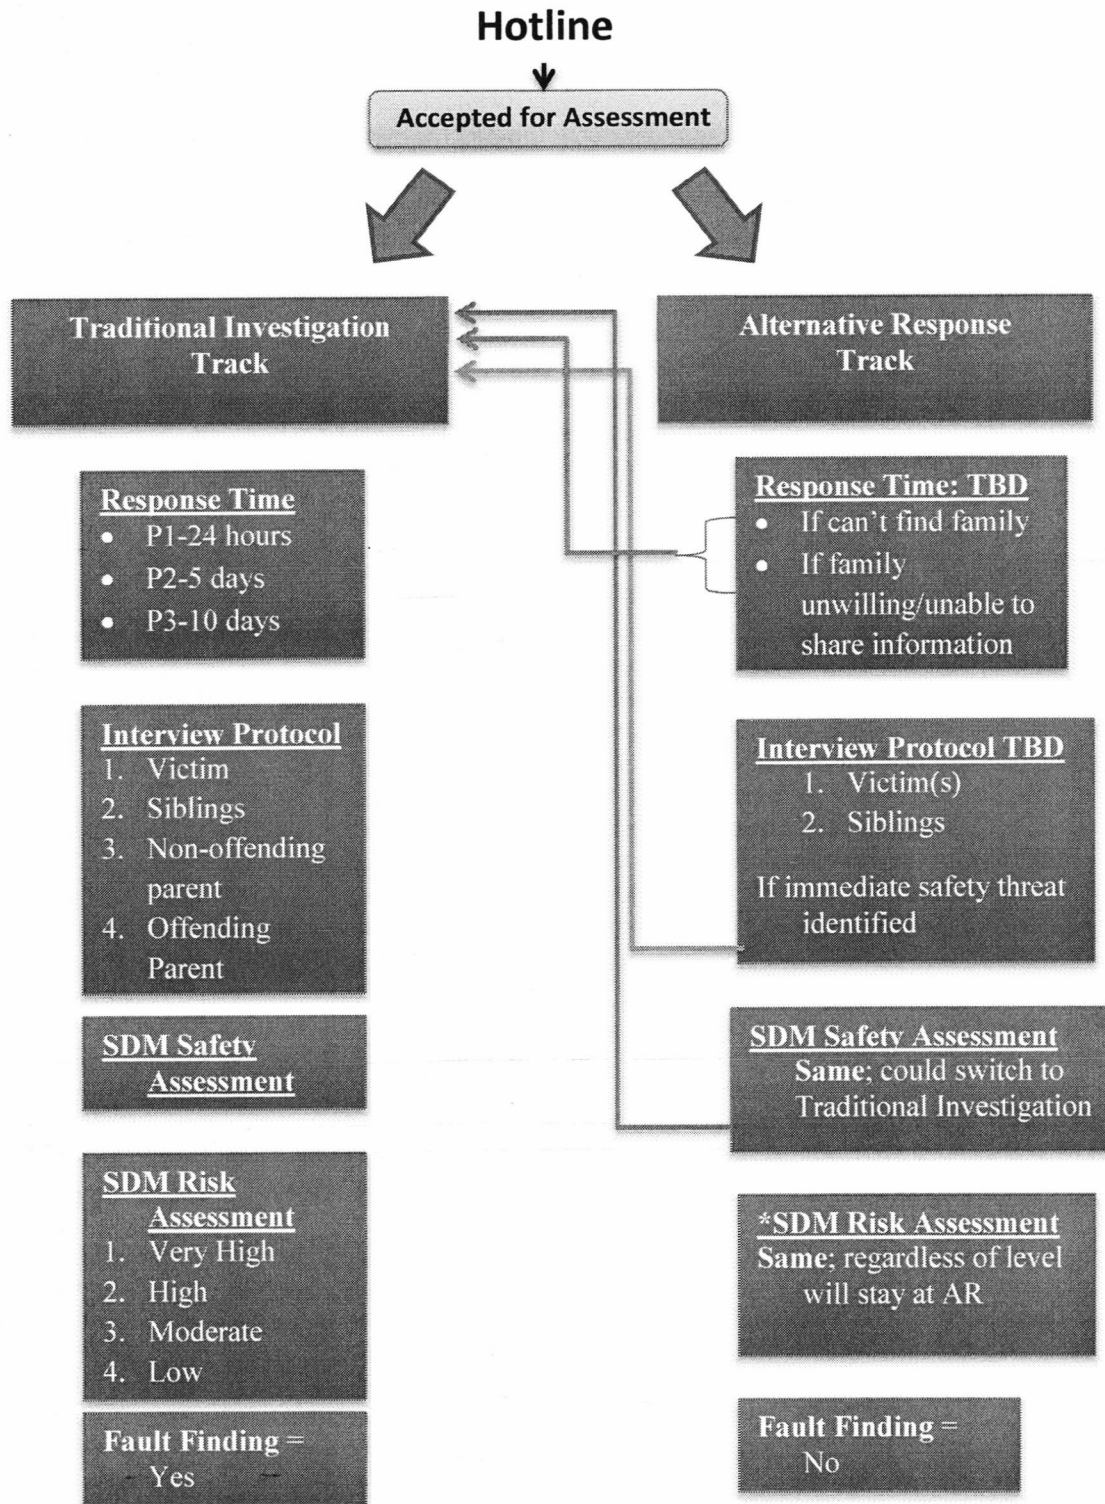 Hotline
Accepted for Assessment
Traditional Investigation
Track
Alternative Response
Track
Response Time
• P1-24 hours
• P2-5 days
• P3-10 days
Response Time: TBD
• If can't find family
• If family
unwilling/unable to
share information
Interview Protocol
1. Victim
2. Siblings
3. Non-offending
parent
4. Offending
Parent
Interview Protocol TBD
1. Victim(s)
2. Siblings
If immediate safety threat
identified
SDM Safety
Assessment
SDM Safety Assessment
Same; could switch to
Traditional Investigation
SDM Risk
Assessment
1. Very High
2. High
3. Moderate
4. Low
*SDM Risk Assessment
Same; regardless of level
will stay at AR
Fault Finding =
Yes
Fault Finding =
No